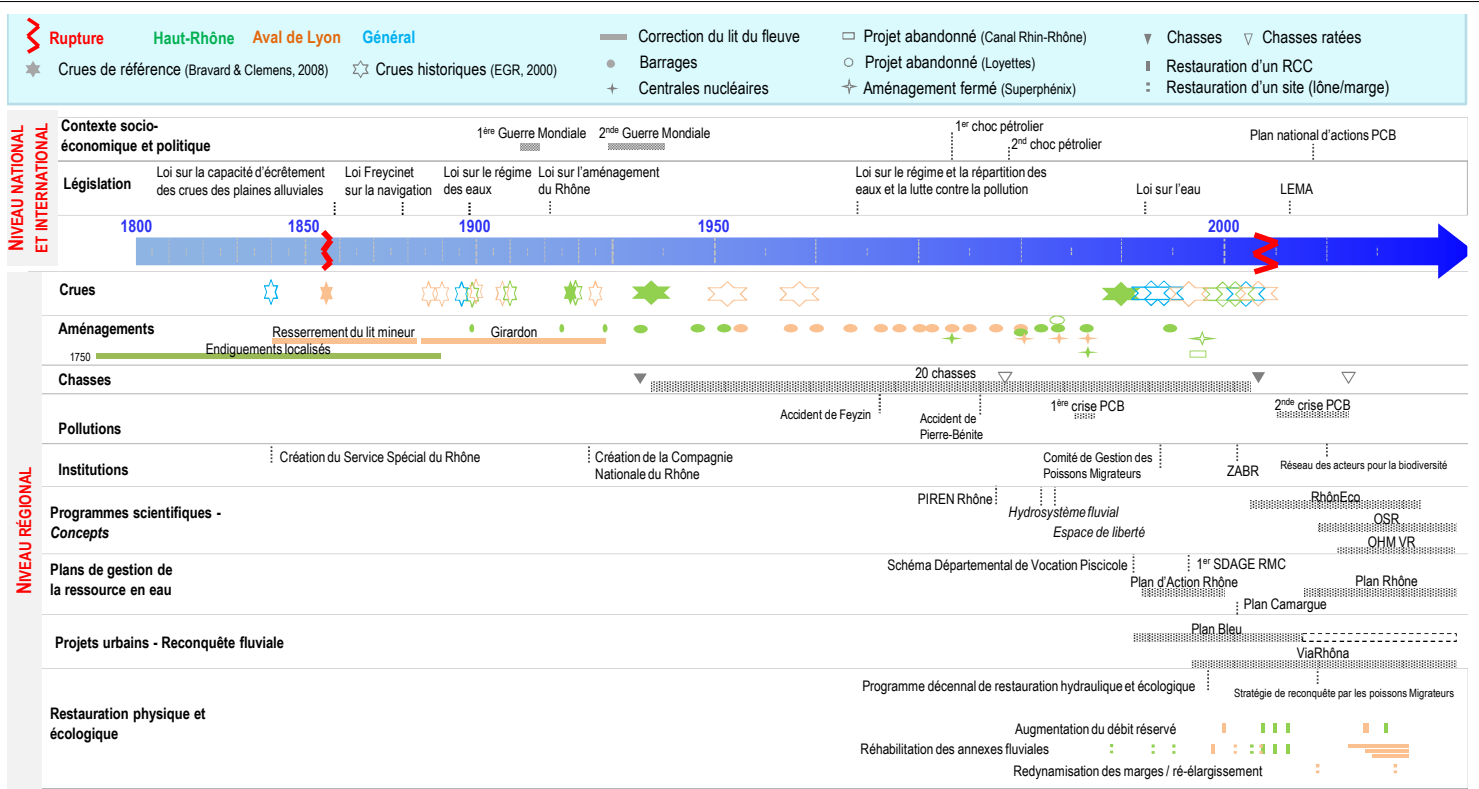 Rupture Haut-Rhône Aval de Lyon Général
Crues de référence (Bravard & Clemens, 2008) Crues historiques (EGR, 2000)
Correction du lit du fleuve
Barrages
Centrales nucléaires
Projet abandonné (Canal Rhin-Rhône)
Projet abandonné (Loyettes)
Aménagement fermé (Superphénix)
Chasses Chasses ratées
Restauration d'un RCC
Restauration d'un site (lône/marge)
NIVEAU NATIONAL
ET INTERNATIONAL
Contexte socio-
économique et politique
1ère Guerre Mondiale
2nde Guerre Mondiale
1er choc pétrolier
2nd choc pétrolier
Plan national d'actions PCB
Législation
Loi sur la capacité d'écrêtement
des crues des plaines alluviales
Loi Freycinet
sur la navigation
Loi sur le régime
des eaux
Loi sur l'aménagement
du Rhône
Loi sur le régime et la répartition des
eaux et la lutte contre la pollution
Loi sur l'eau
LEMA
1800 1850 1900 1950 2000
NIVEAU RÉGIONAL
Crues
Aménagements
Resserrement du lit mineur
Girardon
1750
Endiguements localisés
Chasses
20 chasses
Pollutions
Accident de Feyzin
Accident de
Pierre-Bénite
1ère crise PCB
2nde crise PCB
Institutions
Création du Service Spécial du Rhône
Création de la Compagnie
Nationale du Rhône
Comité de Gestion des
Poissons Migrateurs
ZABR
Réseau des acteurs pour la biodiversité
Programmes scientifiques -
Concepts
PIREN Rhône
Hydrosystème fluvial
Espace de liberté
RhônEco
OSR
OHM VR
Plans de gestion de
la ressource en eau
Schéma Départemental de Vocation Piscicole
1er SDAGE RMC
Plan d'Action Rhône
Plan Rhône
Plan Camargue
Projets urbains - Reconquête fluviale
Plan Bleu
ViaRhôna
Restauration physique et
écologique
Programme décennal de restauration hydraulique et écologique
Stratégie de reconquête par les poissons Migrateurs
Augmentation du débit réservé
Réhabilitation des annexes fluviales
Redynamisation des marges / ré-élargissement